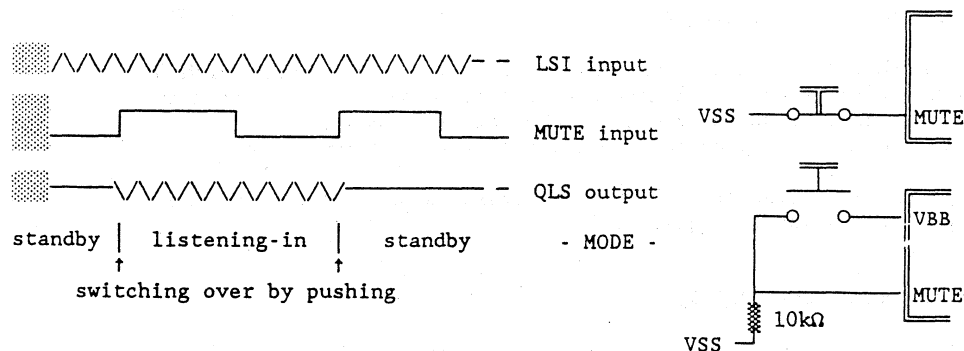 LSI input
VSS MUTE
MUTE input
QLS output
VBB
standby listening-in standby - MODE -
switching over by pushing
MUTE
10kΩ
VSS